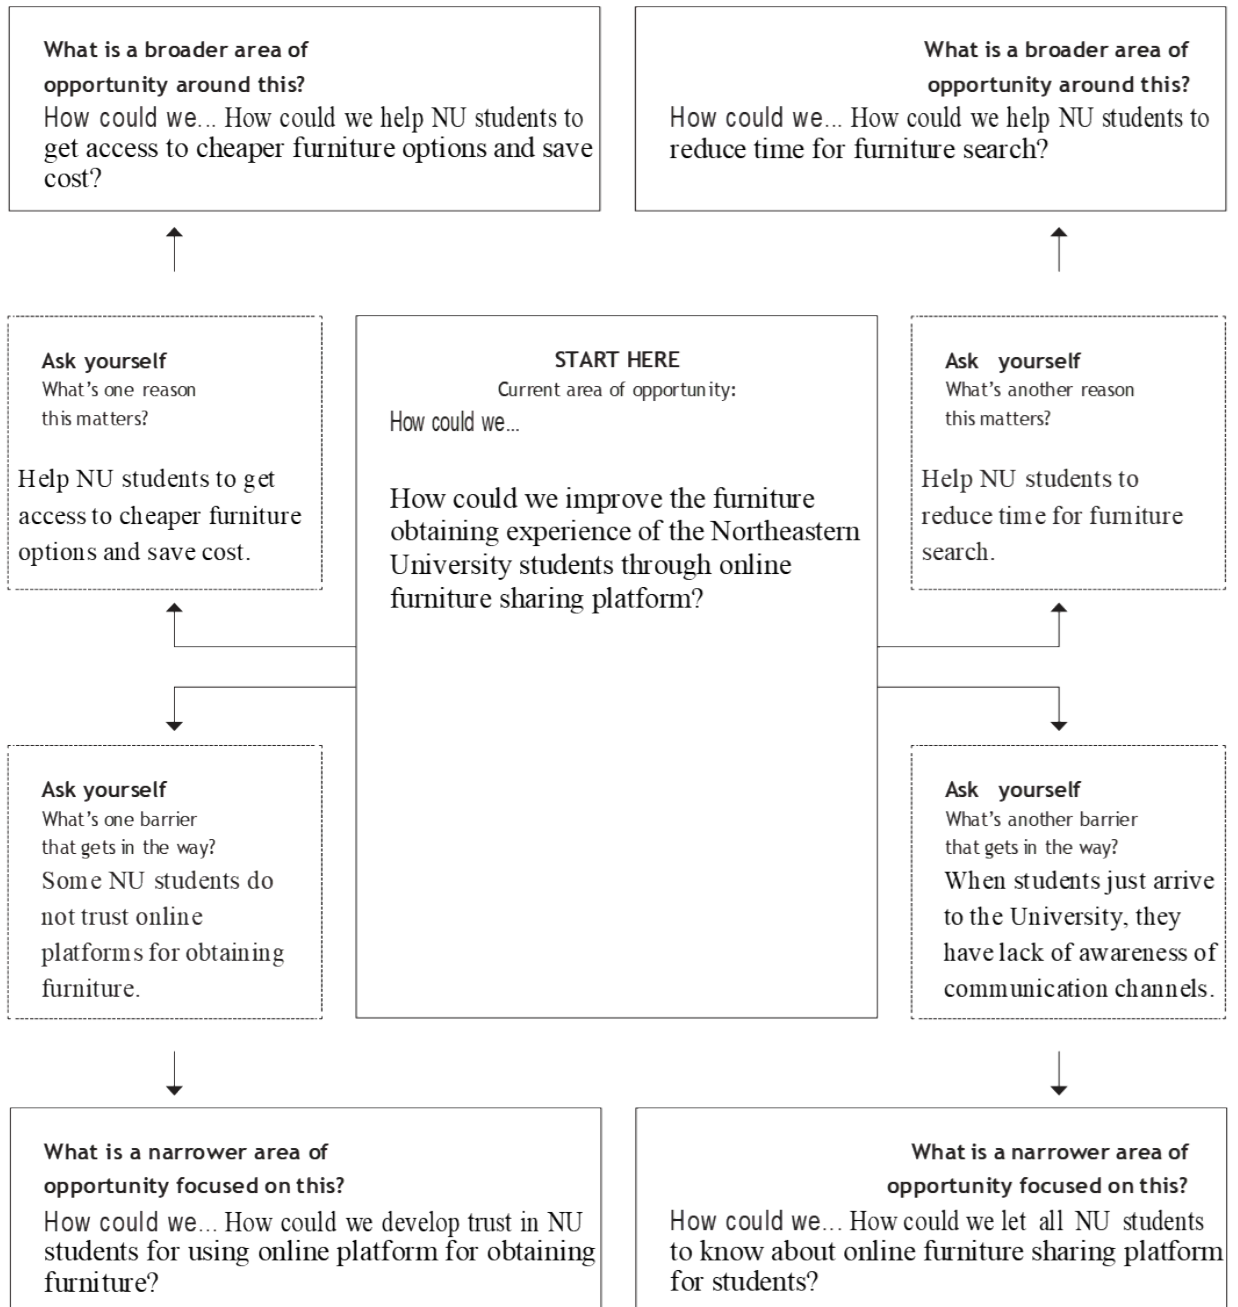 What is a broader area of
opportunity around this?
How could we... How could we help NU students to
get access to cheaper furniture options and save
cost?
What is a broader area of
opportunity around this?
How could we... How could we help NU students to
reduce time for furniture search?
Ask yourself
What's one reason
this matters?
Help NU students to get
access to cheaper furniture
options and save cost.
START HERE
Current area of opportunity:
How could we...
How could we improve the furniture
obtaining experience of the Northeastern
University students through online
furniture sharing platform?
Ask yourself
What's another reason
this matters?
Help NU students to
reduce time for furniture
search.
Ask yourself
What's one barrier
that gets in the way?
Some NU students do
not trust online
platforms for obtaining
furniture.
Ask yourself
What's another barrier
that gets in the way?
When students just arrive
to the University, they
have lack of awareness of
communication channels.
What is a narrower area of
opportunity focused on this?
How could we... How could we develop trust in NU
students for using online platform for obtaining
furniture?
What is a narrower area of
opportunity focused on this?
How could we... How could we let all NU students
to know about online furniture sharing platform
for students?